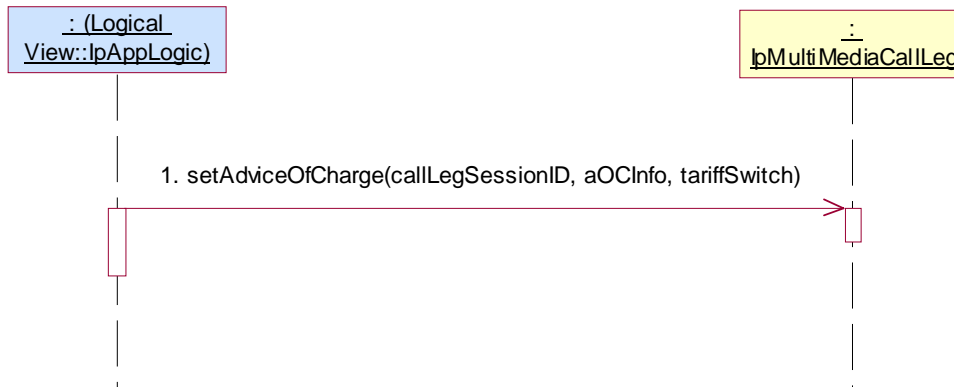 : (Logical
View::IpAppLogic)
:
IpMultiMediaCallLeg
1. setAdviceOfCharge(callLegSessionID, aOCInfo, tariffSwitch)